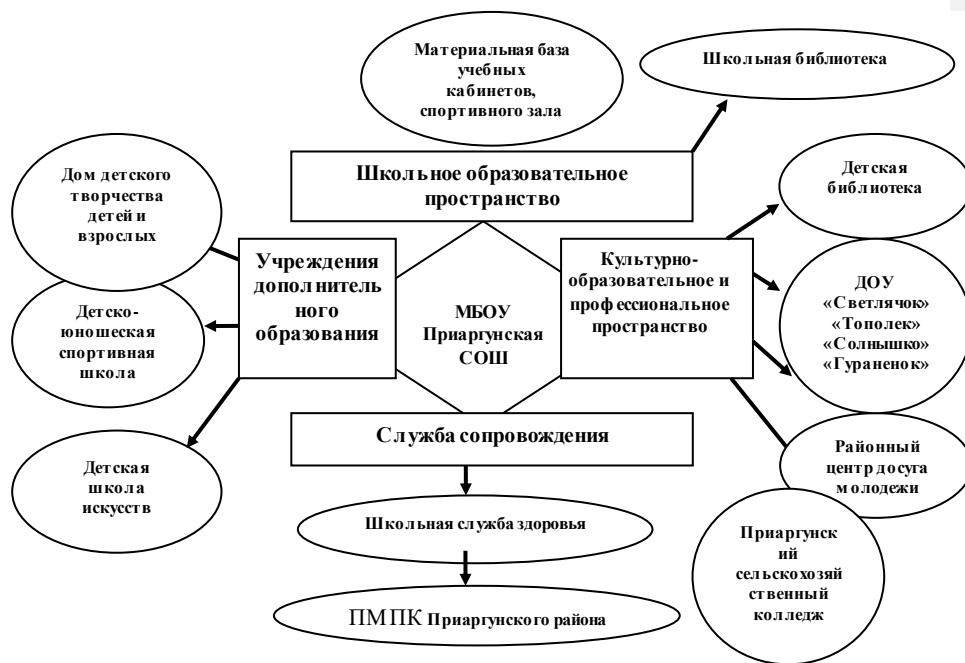 Материальная база
учебных
кабинетов,
спортивного зала
Школьная библиотека
Школьное образовательное
пространство
Дом детского
творчества
детей и
взрослых
Детская
библиотека
Учреждения
дополнитель
ного
образования
Культурно-
образовательное и
профессиональное
пространство
ДОУ
«Светлячок»
«Тополек»
«Солнышко»
«Гураненок»
МБОУ
Приаргунская
СОШ
Детско-
юношеская
спортивная
школа
Служба сопровождения
Детская
школа
искусств
Районный
центр досуга
молодежи
Школьная служба здоровья
Приаргунск
ий
сельскохозяй
ственный
колледж
ПМПК Приаргунского района